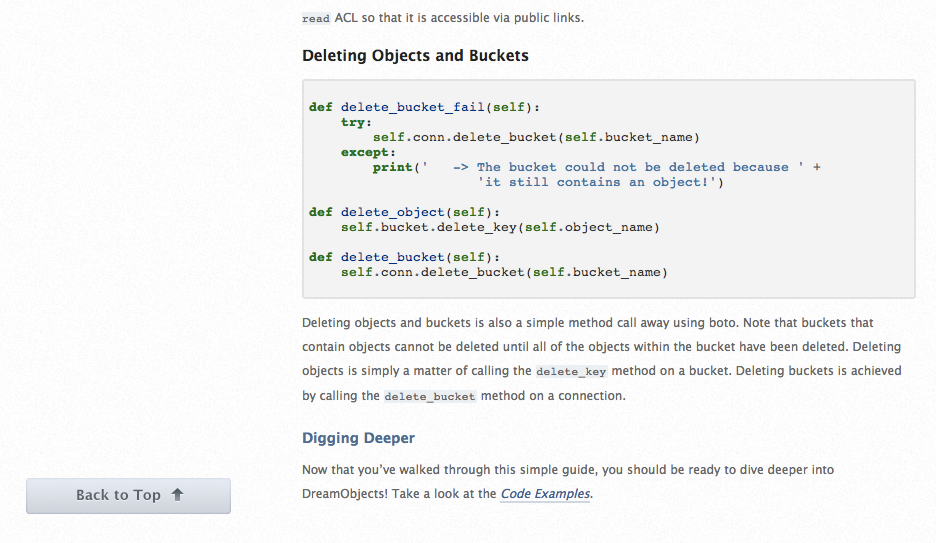 read ACL so that it is accessible via public links.
Deleting Objects and Buckets
def delete_bucket_fail(self):
    try:
        self.conn.delete_bucket(self.bucket_name)
    except:
        print('   -> The bucket could not be deleted because ' +
                     'it still contains an object!')
def delete_object(self):
    self.bucket.delete_key(self.object_name)
def delete_bucket(self):
    self.conn.delete_bucket(self.bucket_name)
Deleting objects and buckets is also a simple method call away using boto. Note that buckets that
contain objects cannot be deleted until all of the objects within the bucket have been deleted. Deleting
objects is simply a matter of calling the delete_key method on a bucket. Deleting buckets is achieved
by calling the delete_bucket method on a connection.
Digging Deeper
Now that you've walked through this simple guide, you should be ready to dive deeper into
DreamObjects! Take a look at the Code Examples.
Back to Top